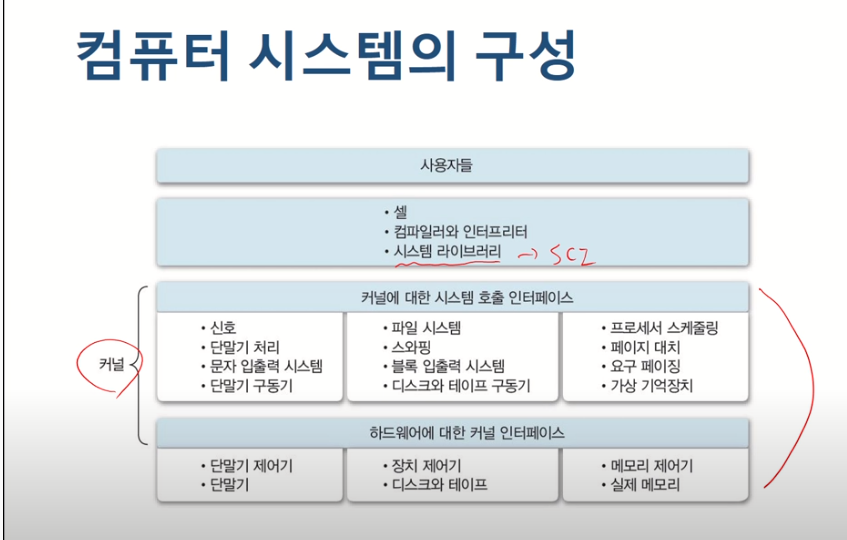 컴퓨터 시스템의 구성
사용자들
• 셸
• 컴파일러와 인터프리터
• 시스템 라이브러리 → SCI
커널에 대한 시스템 호출 인터페이스
커널
• 신호
• 단말기 처리
• 문자 입출력 시스템
• 단말기 구동기
• 파일 시스템
• 스와핑
• 블록 입출력 시스템
• 디스크와 테이프 구동기
• 프로세서 스케줄링
• 페이지 대치
• 요구 페이징
• 가상 기억장치
하드웨어에 대한 커널 인터페이스
• 단말기 제어기
• 단말기
• 장치 제어기
• 디스크와 테이프
• 메모리 제어기
• 실제 메모리